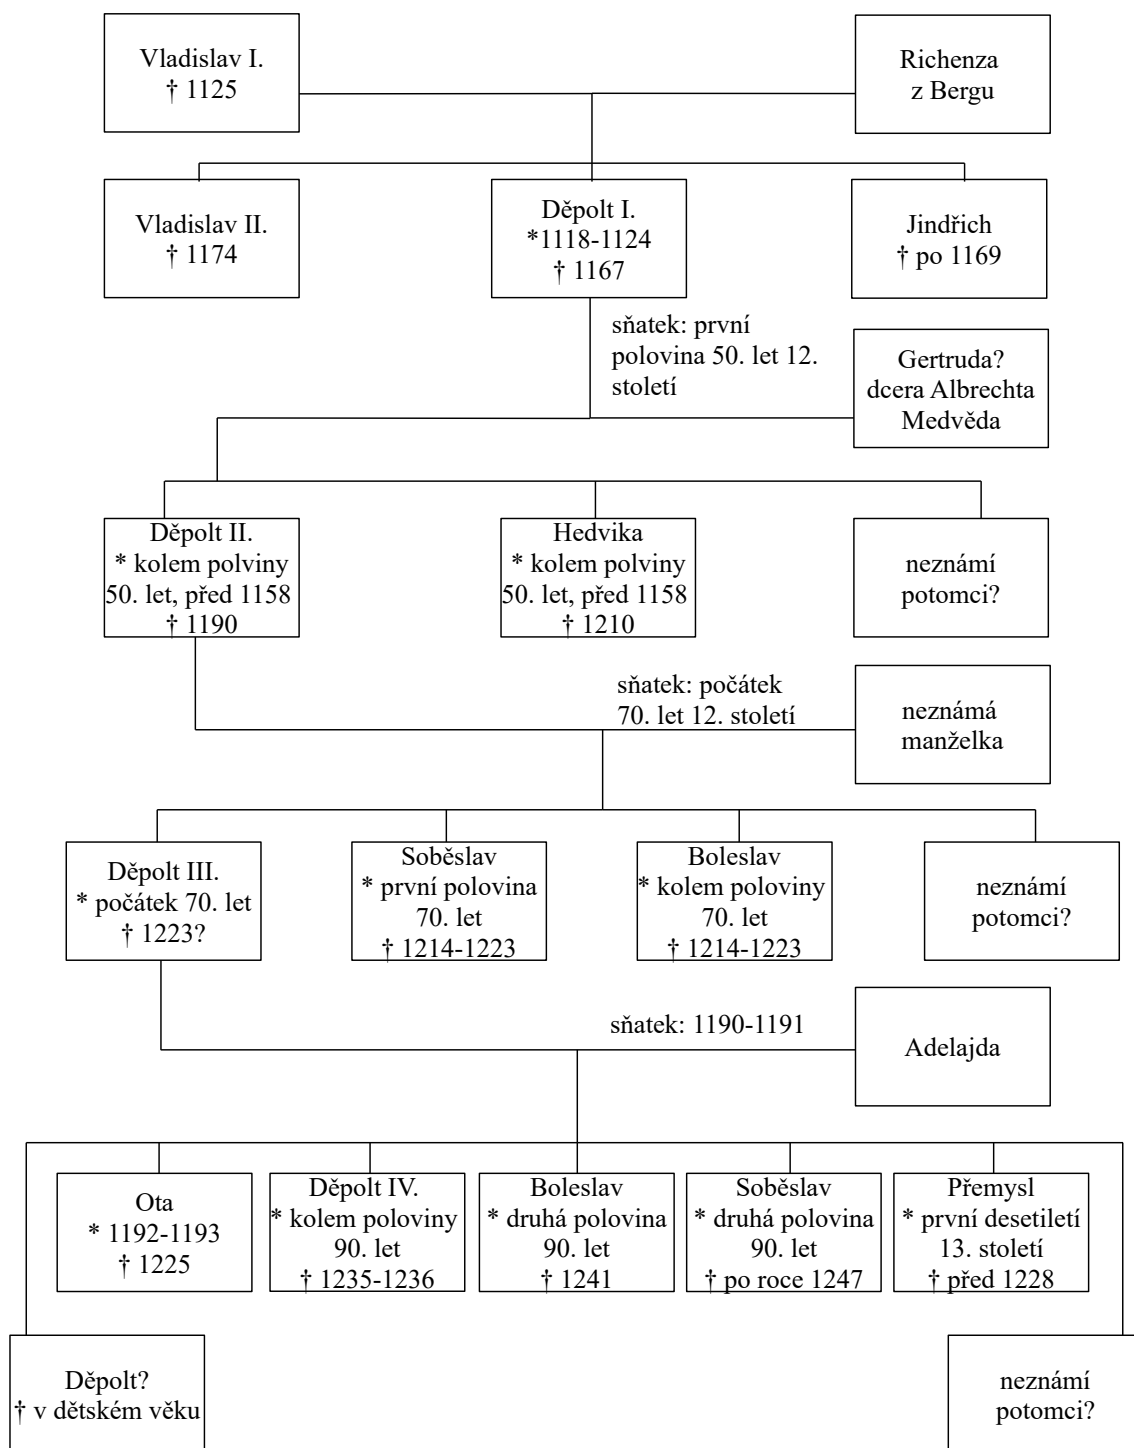 Vladislav I.
† 1125
Richenza
z Bergu
Vladislav II.
† 1174
Děpolt I.
*1118-1124
† 1167
Jindřich
† po 1169
sňatek: první
polovina 50. let 12.
století
Gertruda?
dcera Albrechta
Medvěda
Děpolt II.
* kolem polviny
50. let, před 1158
† 1190
Hedvika
* kolem polviny
50. let, před 1158
† 1210
neznámí
potomci?
sňatek: počátek
70. let 12. století
neznámá
manželka
Děpolt III.
* počátek 70. let
† 1223?
Soběslav
* první polovina
70. let
† 1214-1223
Boleslav
* kolem poloviny
70. let
† 1214-1223
neznámí
potomci?
sňatek: 1190-1191
Adelajda
Ota
* 1192-1193
† 1225
Děpolt IV.
* kolem poloviny
90. let
† 1235-1236
Boleslav
* druhá polovina
90. let
† 1241
Soběslav
* druhá polovina
90. let
† po roce 1247
Přemysl
* první desetiletí
13. století
† před 1228
Děpolt?
† v dětském věku
neznámí
potomci?